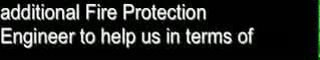 additional Fire Protection
Engineer to help us in terms of